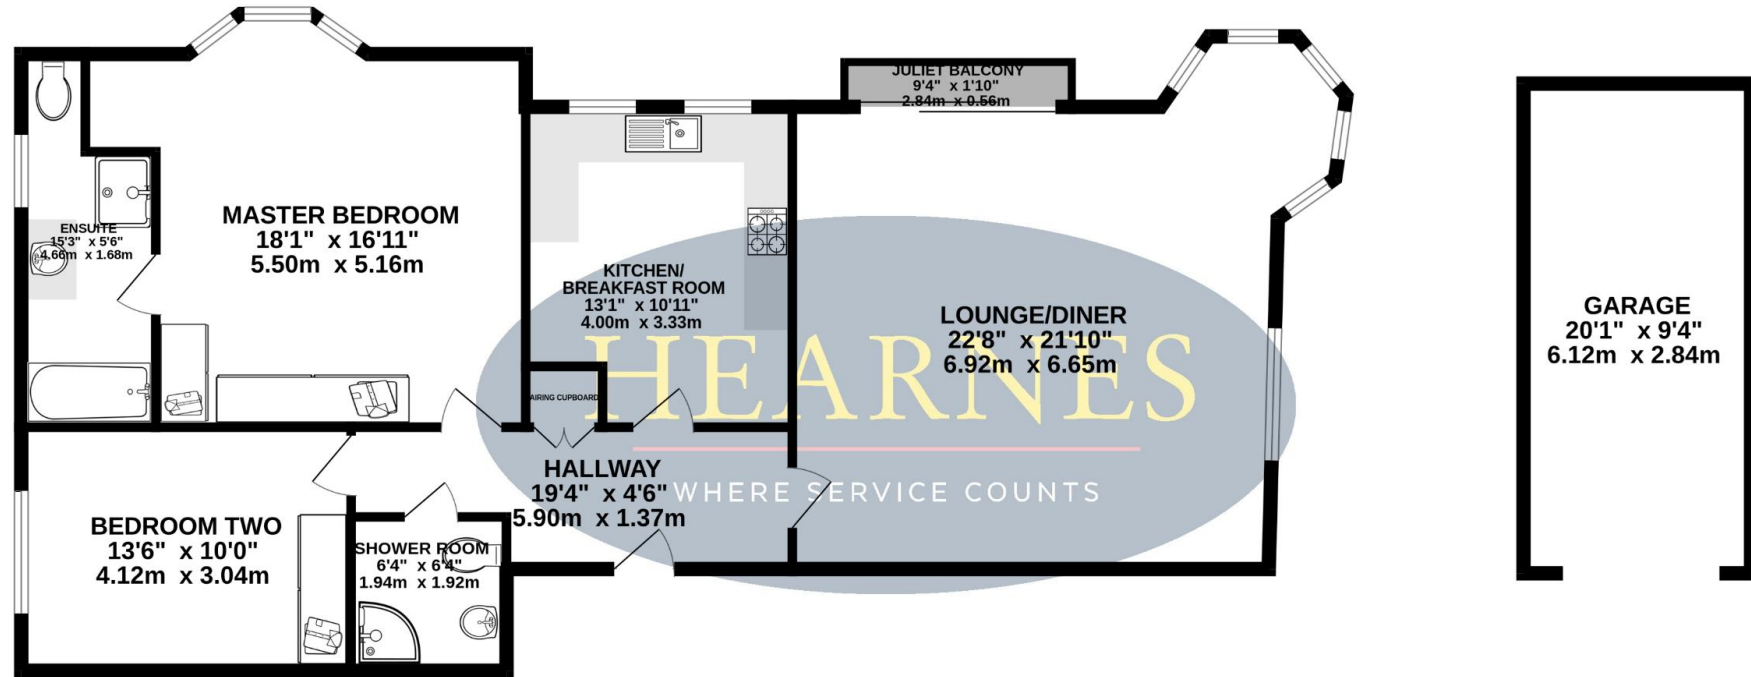 JULIET BALCONY
9'4" x 1'10"
2.84m x 0.56m
MASTER BEDROOM
18'1" x 16'11"
5.50m x 5.16m
ENSUITE
15'3" x 5'6"
4.66m x 1.68m
KITCHEN/
BREAKFAST ROOM
13'1" x 10'11"
4.00m x 3.33m
LOUNGE/DINER
22'8" x 21'10"
6.92m x 6.65m
GARAGE
20'1" x 9'4"
6.12m x 2.84m
HEARNES
WHERE SERVICE COUNTS
AIRING CUPBOARD
HALLWAY
19'4" x 4'6"
5.90m x 1.37m
BEDROOM TWO
13'6" x 10'0"
4.12m x 3.04m
SHOWER ROOM
6'4" x 6'4"
1.94m x 1.92m